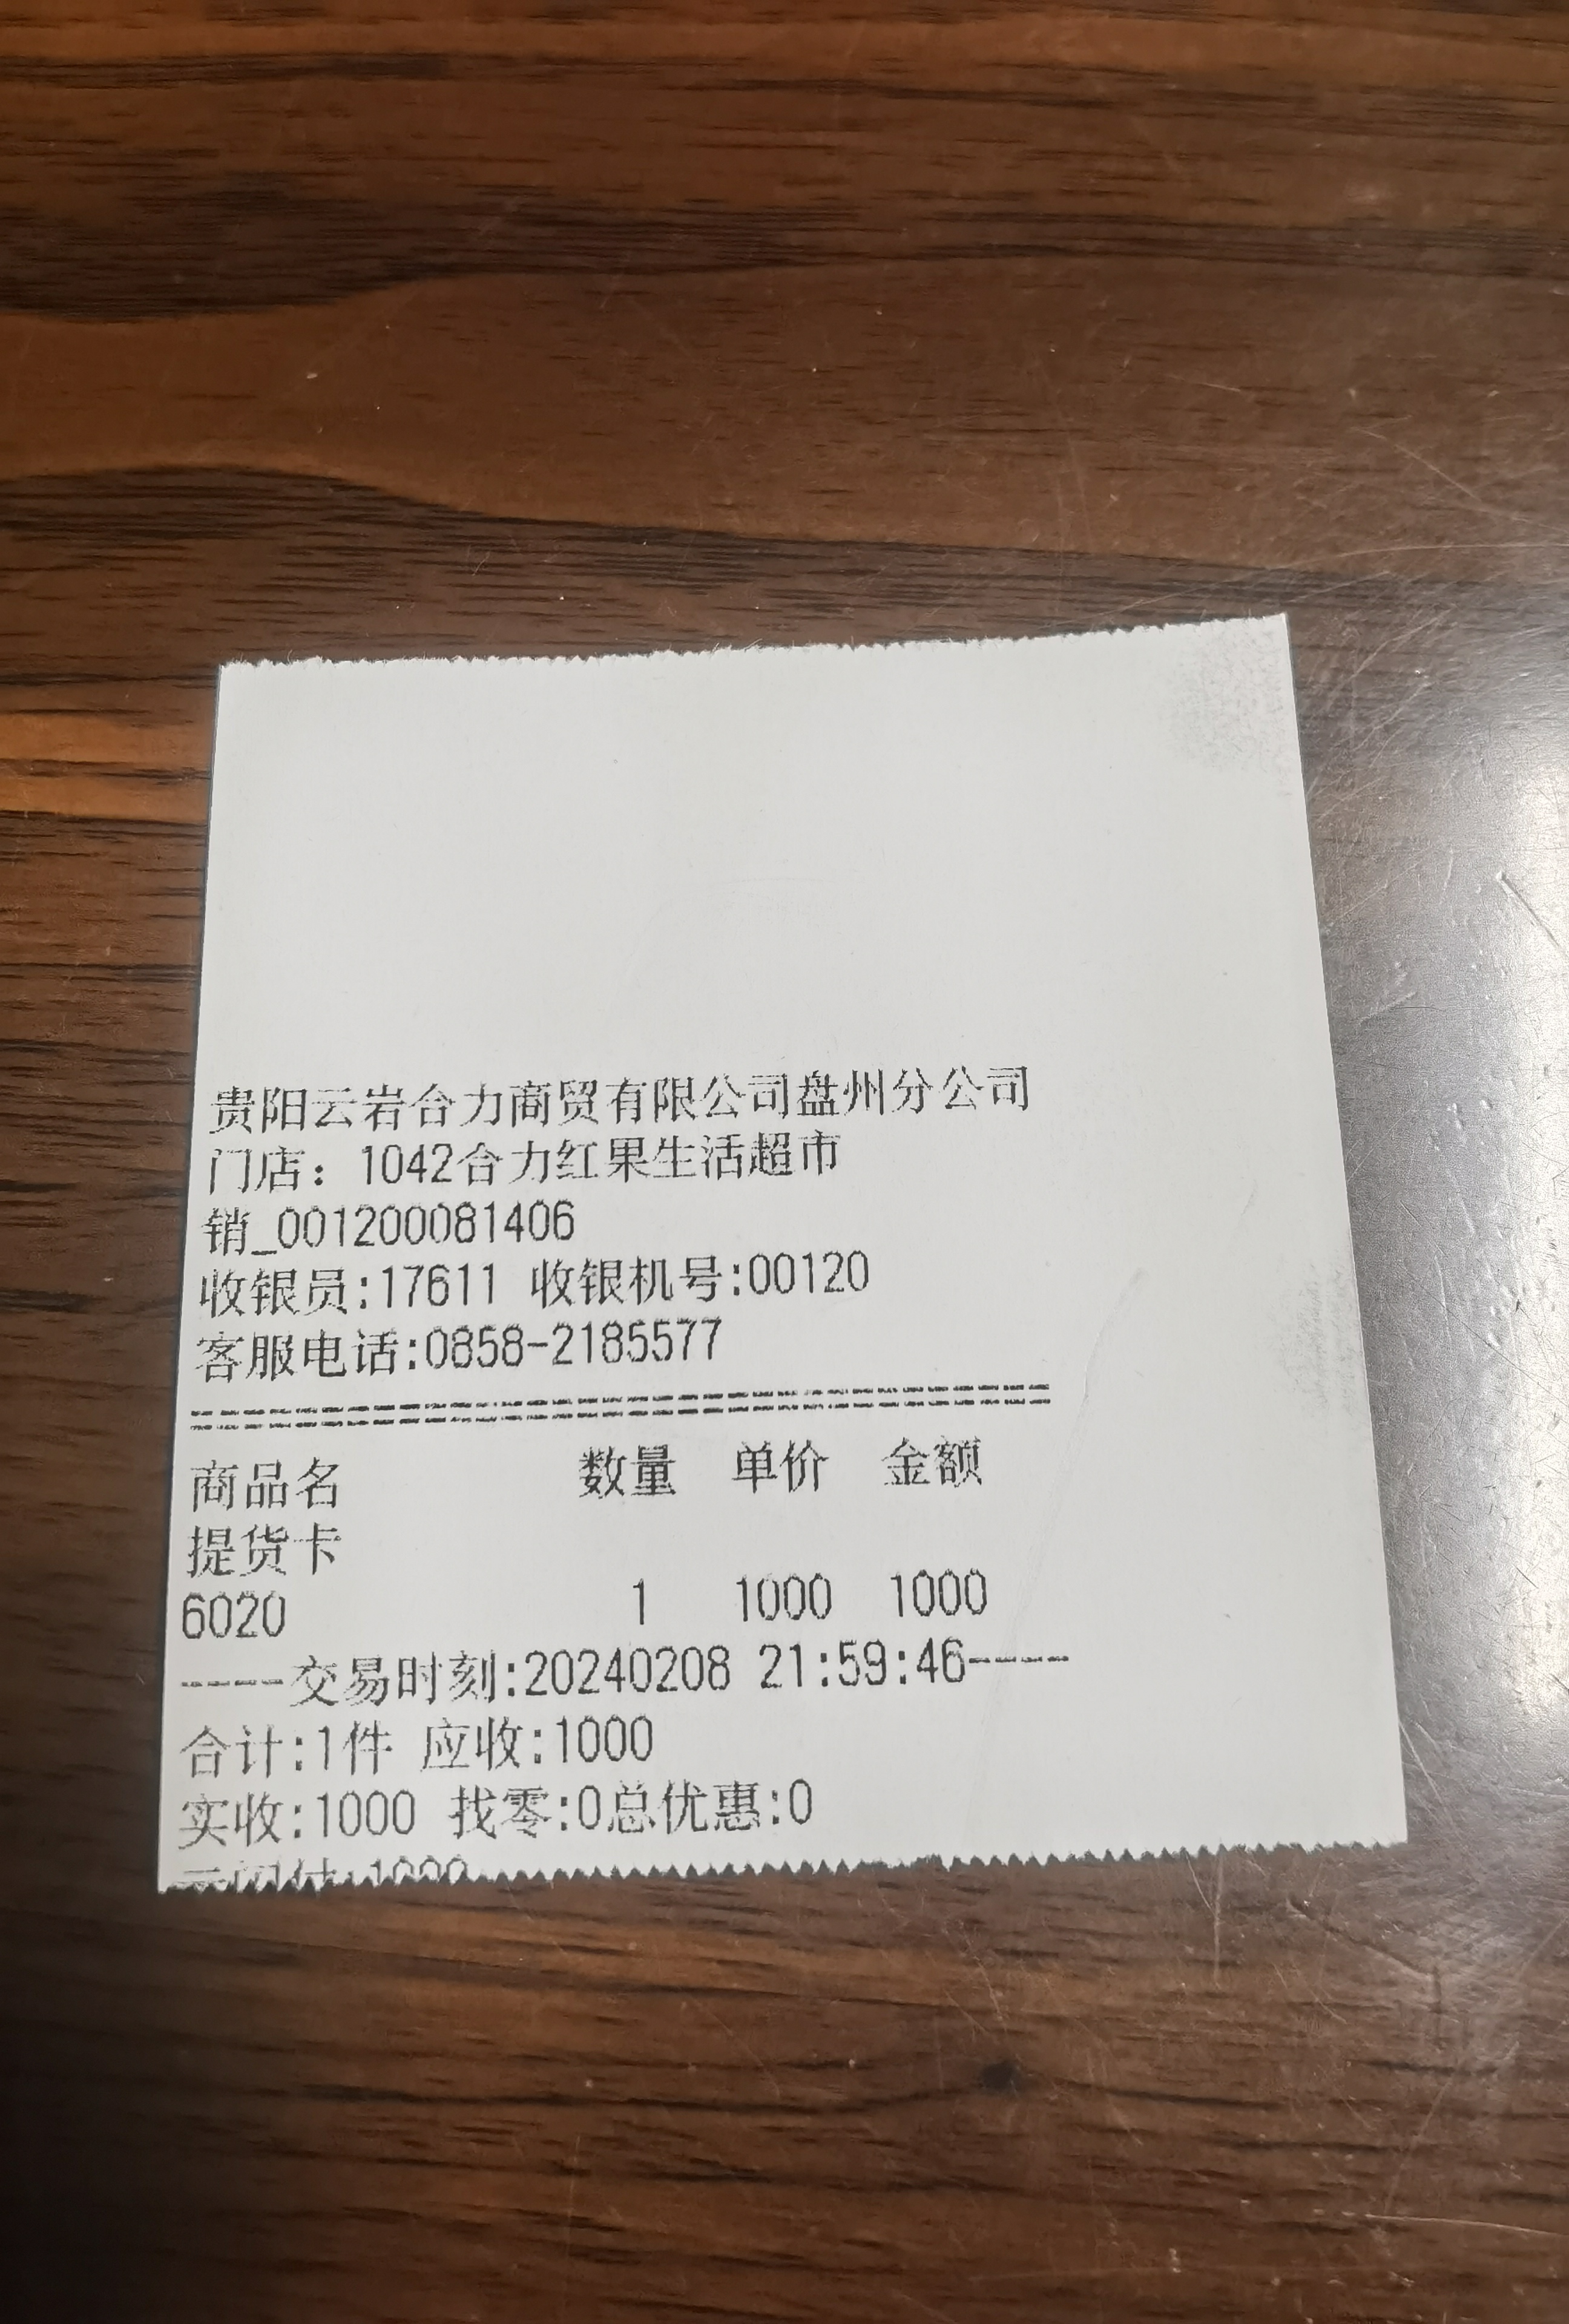 贵阳云岩合力商贸有限公司盘州分公司
门店：1042合力红果生活超市
销_001200081406
收银员:17611 收银机号:00120
客服电话:0858-2185577
==================================
商品名 数量 单价 金额
提货卡
6020 1 1000 1000
----交易时刻:20240208 21:59:46----
合计:1件 应收:1000
实收:1000 找零:0总优惠:0